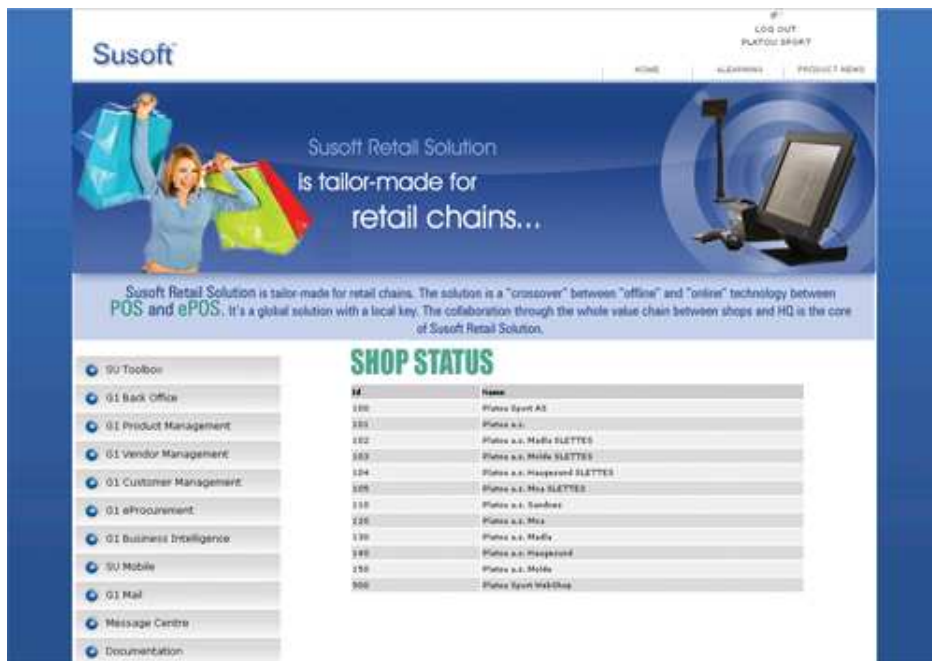 LOG OUT
PLATOU SPORT
Susoft
HOME
eLEARNING
PRODUCT NEWS
Susoft Retail Solution
is tailor-made for
retail chains...
Susoft Retail Solution is tailor-made for retail chains. The solution is a "crossover" between "offline" and "online" technology between
POS and ePOS. It's a global solution with a local key. The collaboration through the whole value chain between shops and HQ is the core
of Susoft Retail Solution.
SU Toolbox
G1 Back Office
G1 Product Management
G1 Vendor Management
G1 Customer Management
G1 eProcurement
G1 Business Intelligence
SU Mobile
G1 Mail
Message Centre
Documentation
SHOP STATUS
Id Name
100 Platou Sport AS
101 Platou a.s.
102 Platou a.s. Madla SLETTES
103 Platou a.s. Molde SLETTES
104 Platou a.s. Haugesund SLETTES
105 Platou a.s. Moa SLETTES
110 Platou a.s. Sandnes
120 Platou a.s. Moa
130 Platou a.s. Madla
140 Platou a.s. Haugesund
150 Platou a.s. Molde
500 Platou Sport WebShop